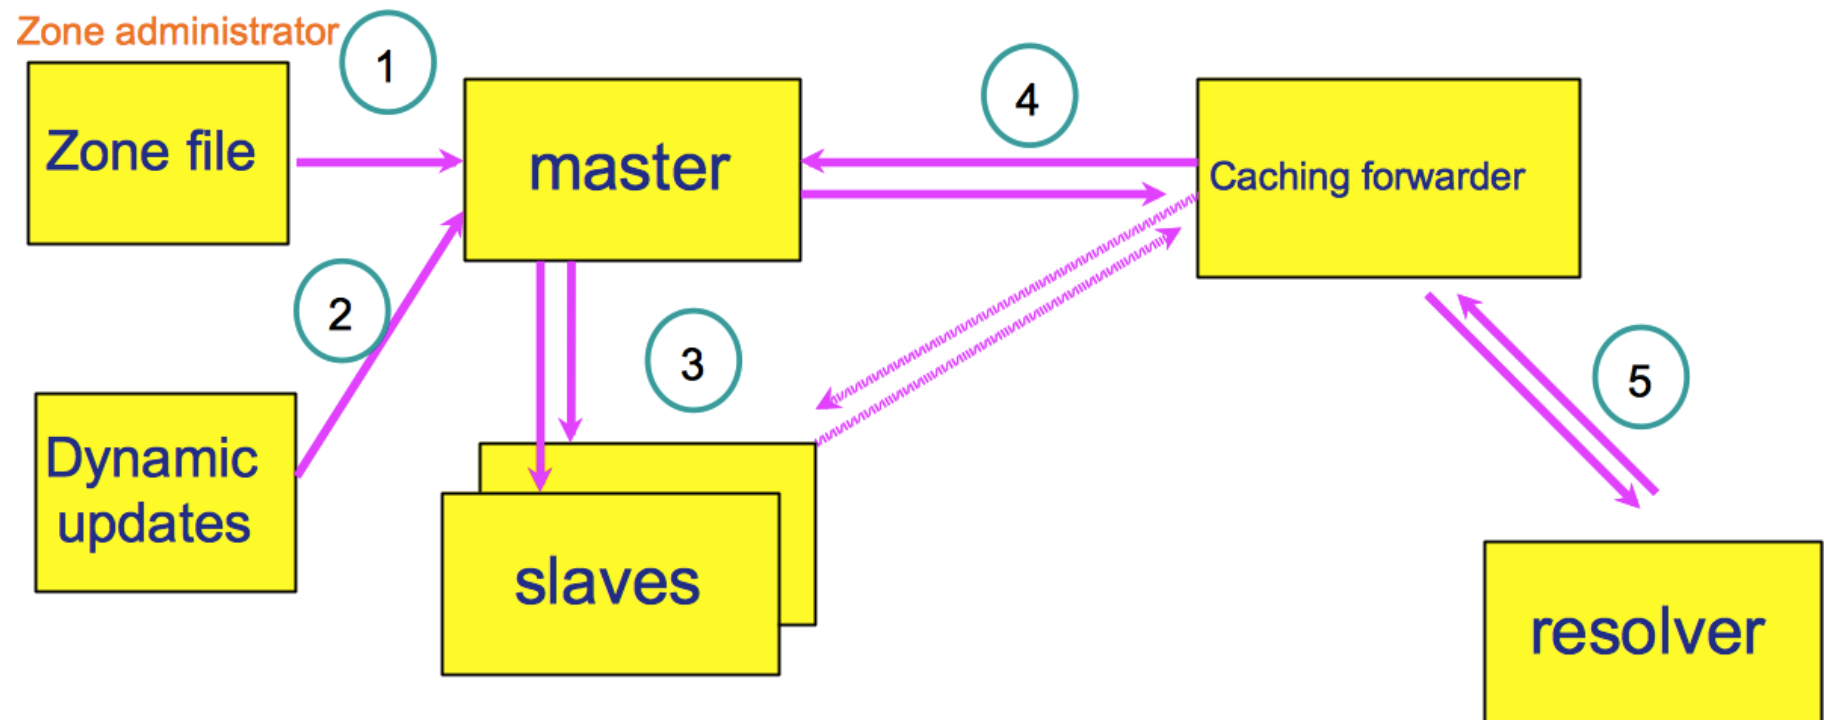 Zone administrator
1
Zone file
master
4
Caching forwarder
2
3
5
Dynamic
updates
slaves
resolver